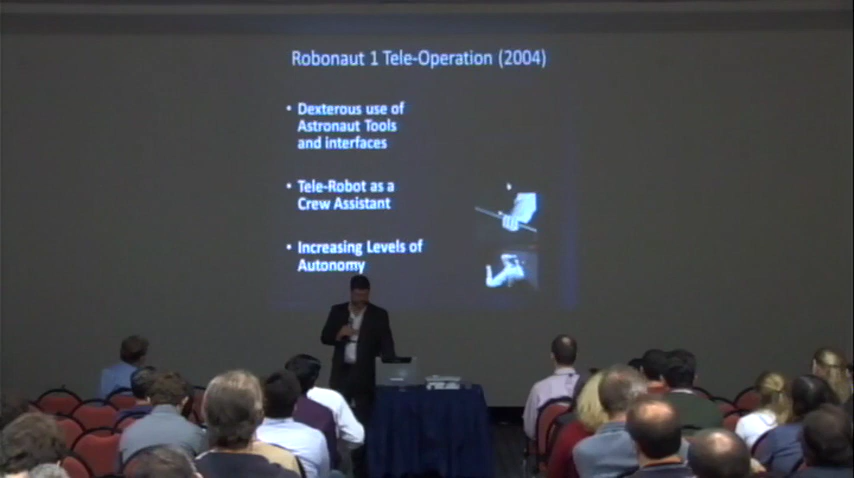 Robonaut 1 Tele-Operation (2004)
• Dexterous use of
Astronaut Tools
and interfaces
• Tele-Robot as a
Crew Assistant
• Increasing Levels of
Autonomy